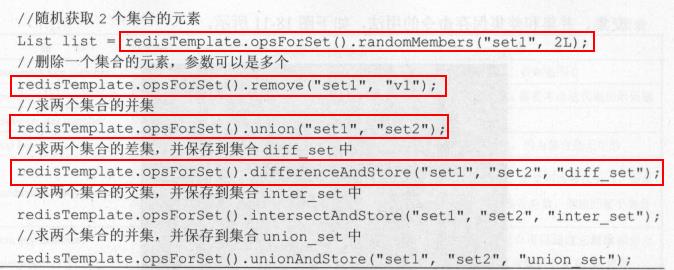 //随机获取 2 个集合的元素
List list = redisTemplate.opsForSet().randomMembers("set1", 2L);
//删除一个集合的元素，参数可以是多个
redisTemplate.opsForSet().remove("set1", "v1");
//求两个集合的并集
redisTemplate.opsForSet().union("set1", "set2");
//求两个集合的差集，并保存到集合 diff_set 中
redisTemplate.opsForSet().differenceAndStore("set1", "set2", "diff_set");
//求两个集合的交集，并保存到集合 inter_set 中
redisTemplate.opsForSet().intersectAndStore("set1", "set2", "inter_set");
//求两个集合的并集，并保存到集合 union_set 中
redisTemplate.opsForSet().unionAndStore("set1", "set2", "union_set");